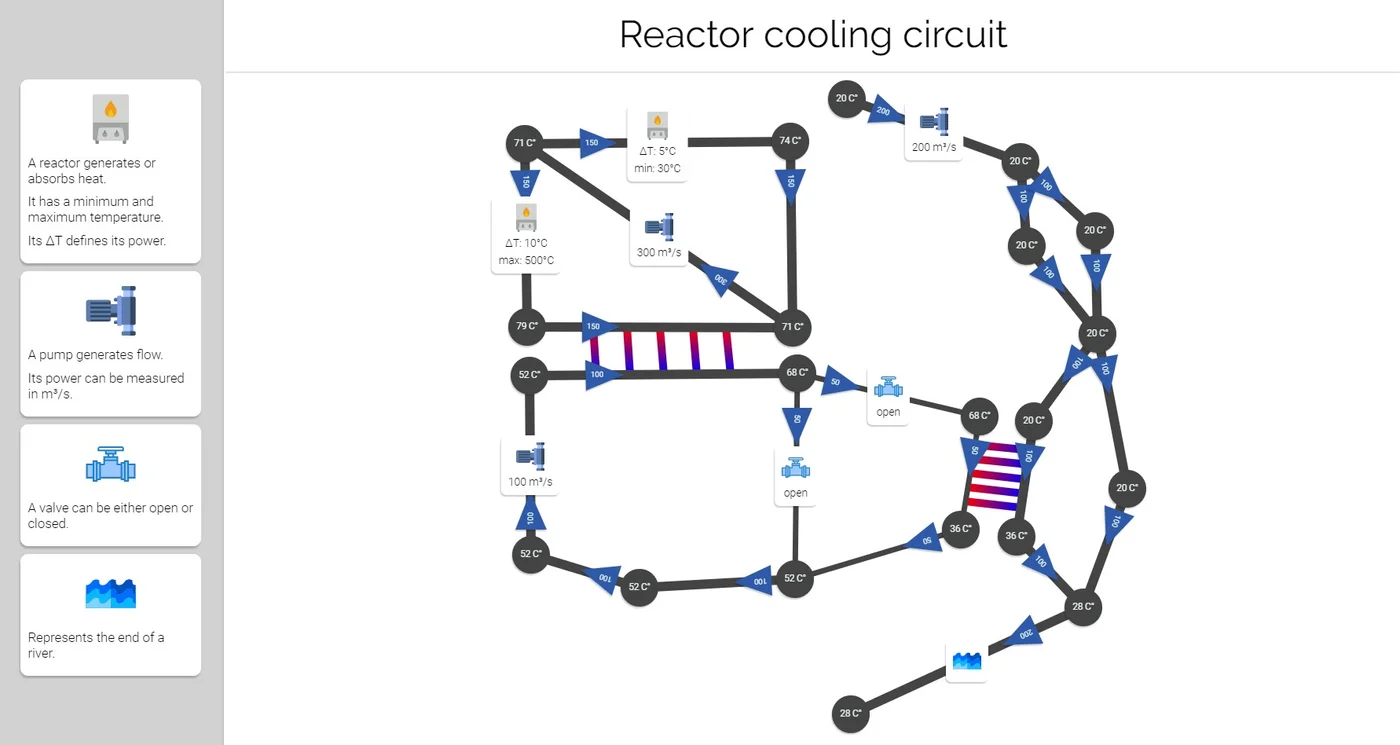 Reactor cooling circuit
A reactor generates or
absorbs heat.
It has a minimum and
maximum temperature.
Its ΔT defines its power.
A pump generates flow.
Its power can be measured
in m³/s.
A valve can be either open or
closed.
Represents the end of a
river.
20 C°
200
200 m³/s
20 C°
100
100
20 C°
20 C°
100
100
20 C°
100
100
71 C°
150
ΔT: 5°C
min: 30°C
74 C°
150
150
ΔT: 10°C
max: 500°C
300 m³/s
300
79 C°
150
71 C°
52 C°
100
68 C°
50
open
68 C°
20 C°
50
open
50
100
20 C°
100 m³/s
100
36 C°
36 C°
100
100
50
52 C°
100
52 C°
100
52 C°
28 C°
200
28 C°